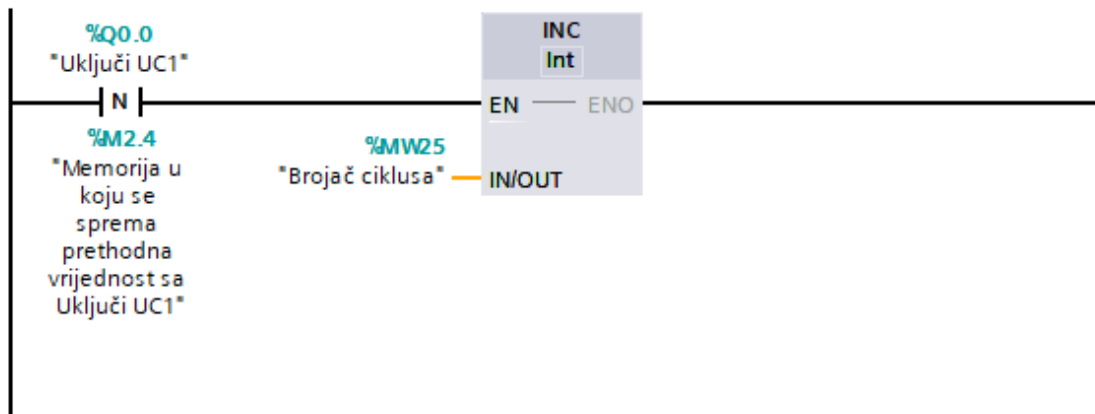 %Q0.0
"Uključi UC1"
N
%M2.4
"Memorija u
koju se
sprema
prethodna
vrijednost sa
Uključi UC1"
INC
Int
EN
ENO
%MW25
"Brojač ciklusa"
IN/OUT